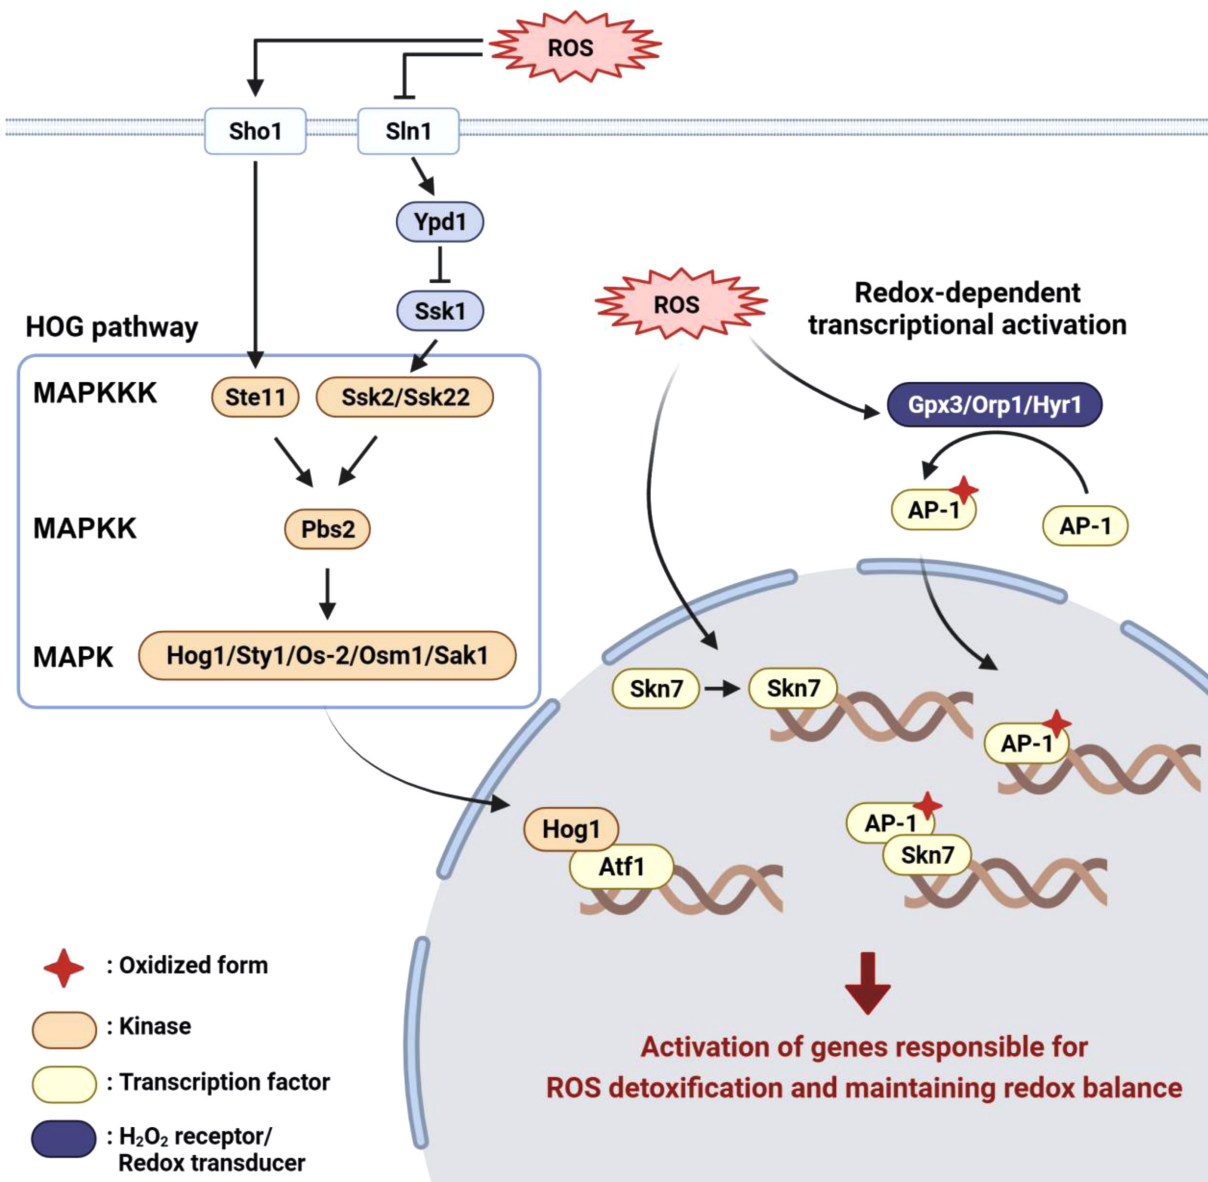 ROS
Sho1
Sln1
Ypd1
Ssk1
HOG pathway
MAPKKK
Ste11
Ssk2/Ssk22
MAPKK
Pbs2
MAPK
Hog1/Sty1/Os-2/Osm1/Sak1
ROS
Redox-dependent
transcriptional activation
Gpx3/Orp1/Hyr1
AP-1
AP-1
Skn7
Skn7
AP-1
Hog1
Atf1
AP-1
Skn7
Activation of genes responsible for
ROS detoxification and maintaining redox balance
: Oxidized form
: Kinase
: Transcription factor
: H₂O₂ receptor/
Redox transducer